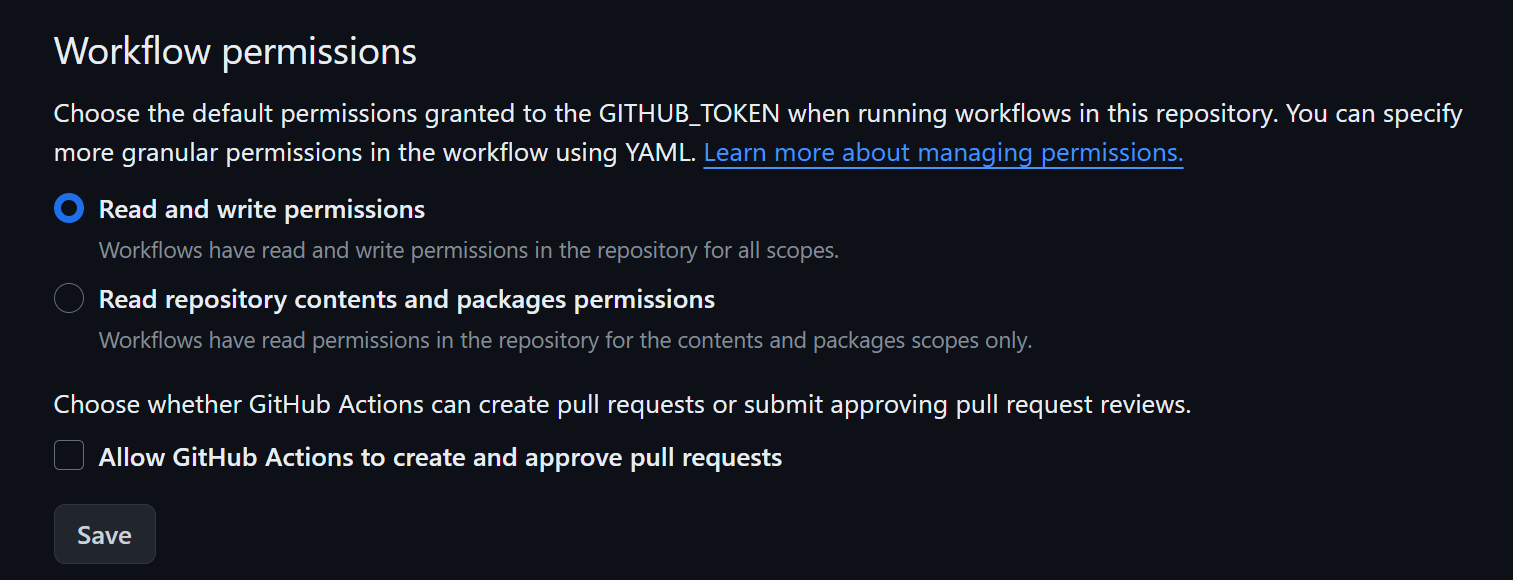 Workflow permissions
Choose the default permissions granted to the GITHUB_TOKEN when running workflows in this repository. You can specify
more granular permissions in the workflow using YAML. Learn more about managing permissions.
Read and write permissions
Workflows have read and write permissions in the repository for all scopes.
Read repository contents and packages permissions
Workflows have read permissions in the repository for the contents and packages scopes only.
Choose whether GitHub Actions can create pull requests or submit approving pull request reviews.
Allow GitHub Actions to create and approve pull requests
Save